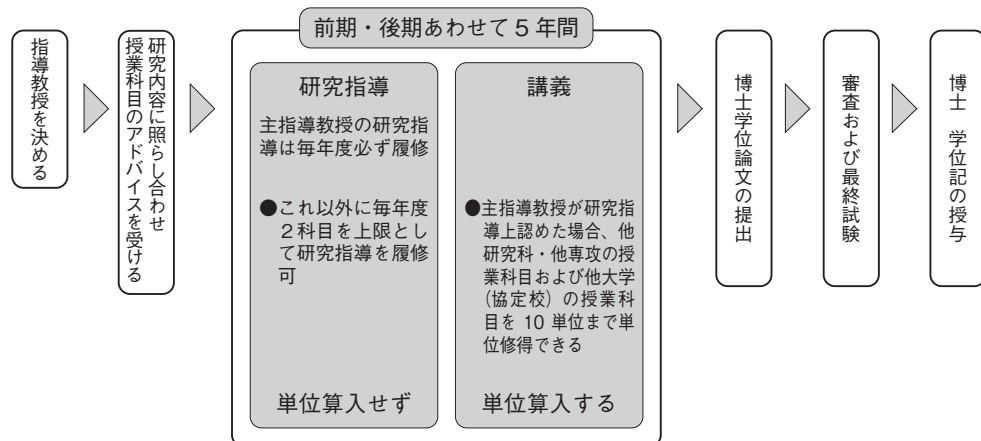 指導教授を決める
研究内容に照らし合わせ
授業科目のアドバイスを受ける
前期・後期あわせて5年間
研究指導
主指導教授の研究指
導は毎年度必ず履修
●これ以外に毎年度
2科目を上限とし
て研究指導を履修
可
単位算入せず
講義
●主指導教授が研究指
導上認めた場合、他
研究科・他専攻の授
業科目および他大学
(協定校)の授業科
目を 10 単位まで単
位修得できる
単位算入する
博士学位論文の提出
審査および最終試験
博士 学位記の授与